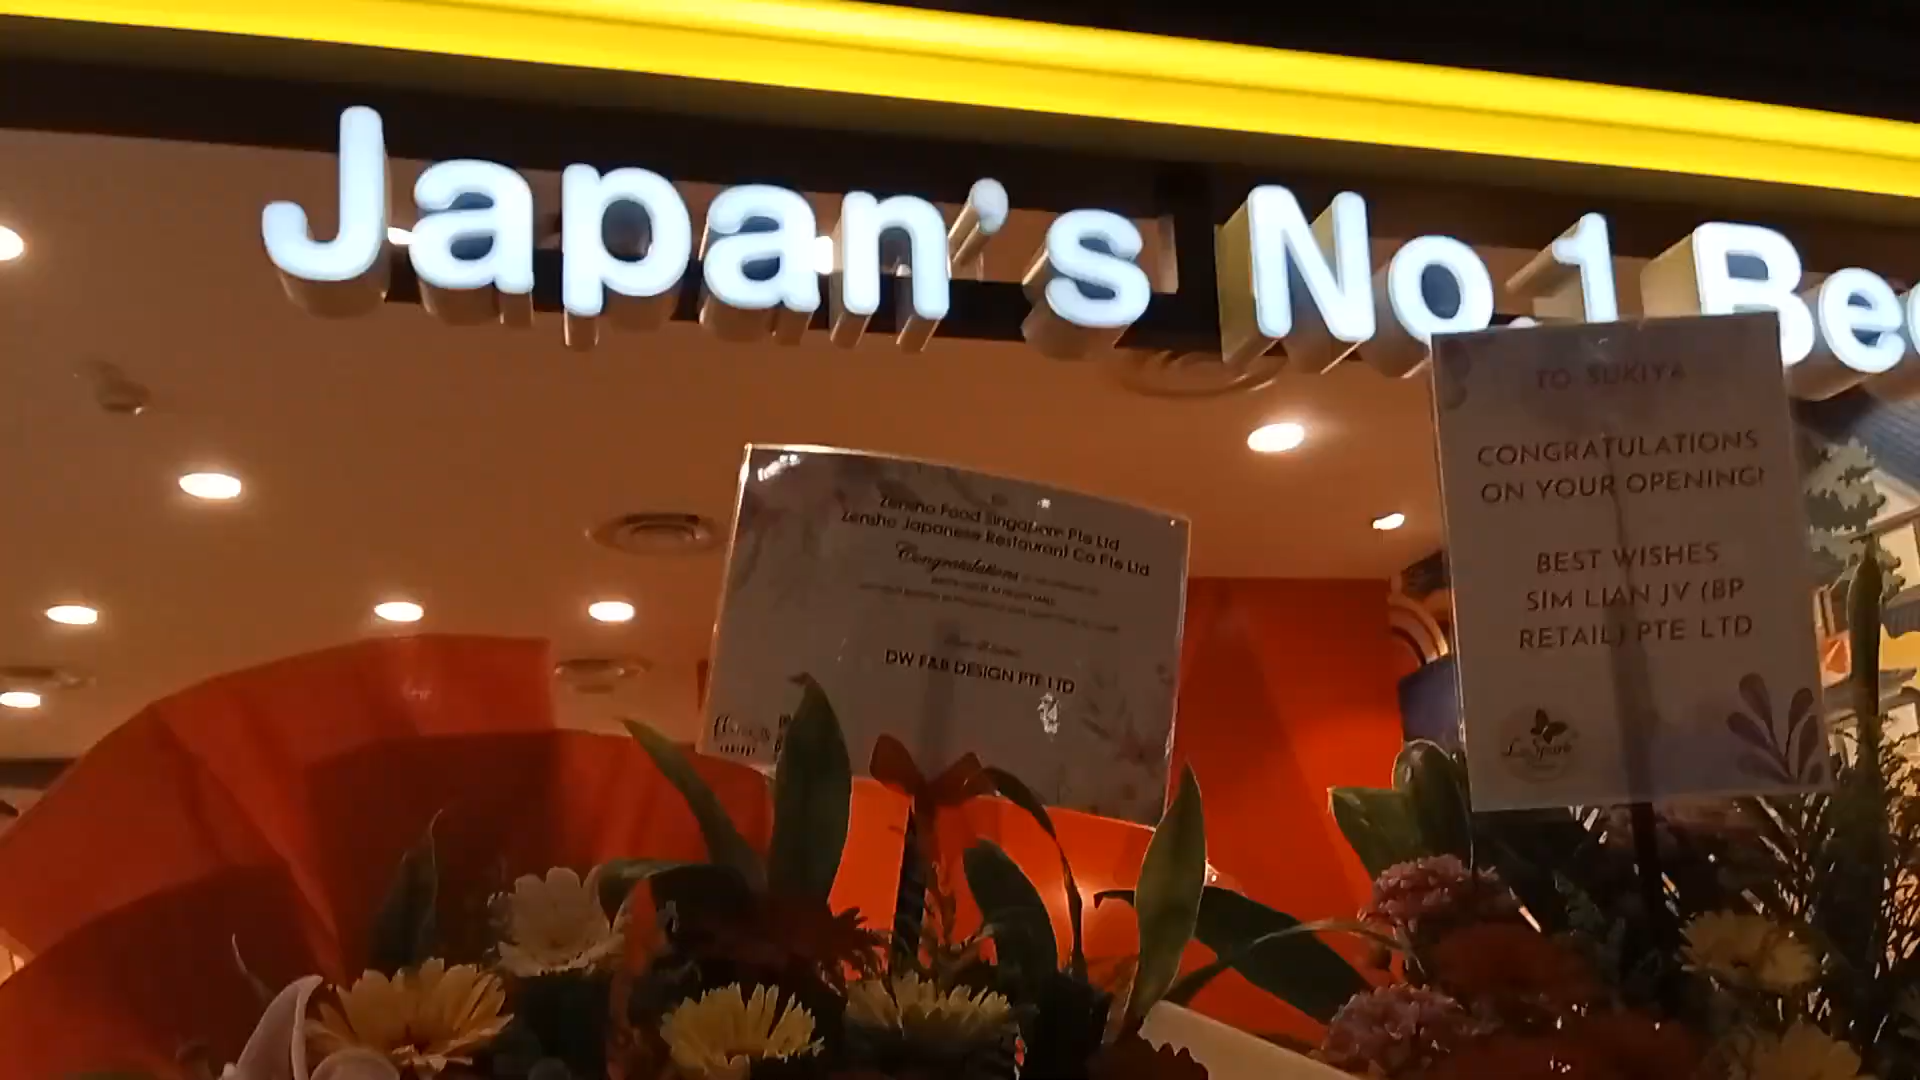 Japan's No.1 Bee
TO SUKIYA
CONGRATULATIONS
ON YOUR OPENING!
BEST WISHES
SIM LIAN JV (BP
RETAIL) PTE LTD
Zensho Food Singapore Pte Ltd
Zensho Japanese Restaurant Co Pte Ltd
Congratulations
DW F&B DESIGN PTE LTD